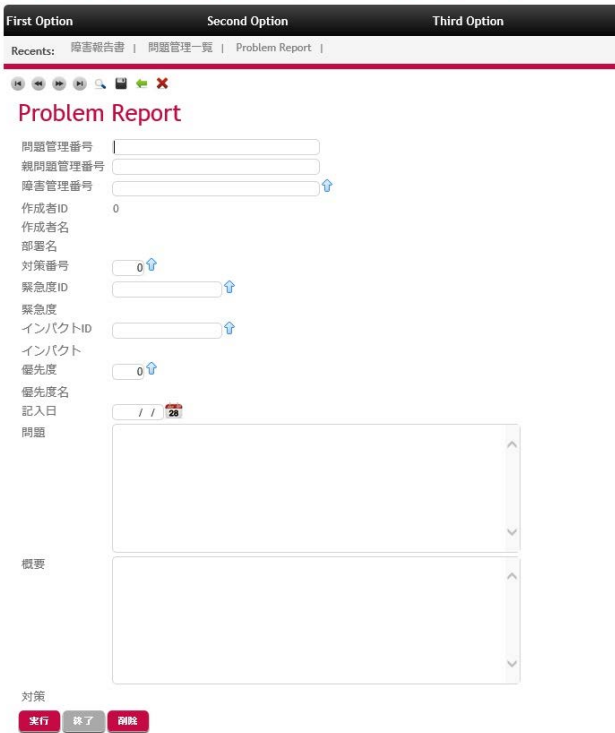 First Option Second Option Third Option
Recents: 障害報告書 | 問題管理一覧 | Problem Report |
Problem Report
問題管理番号
親問題管理番号
障害管理番号
作成者ID 0
作成者名
部署名
対策番号 0
緊急度ID
緊急度
インパクトID
インパクト
優先度 0
優先度名
記入日 / / 28
問題
概要
対策
実行 終了 削除